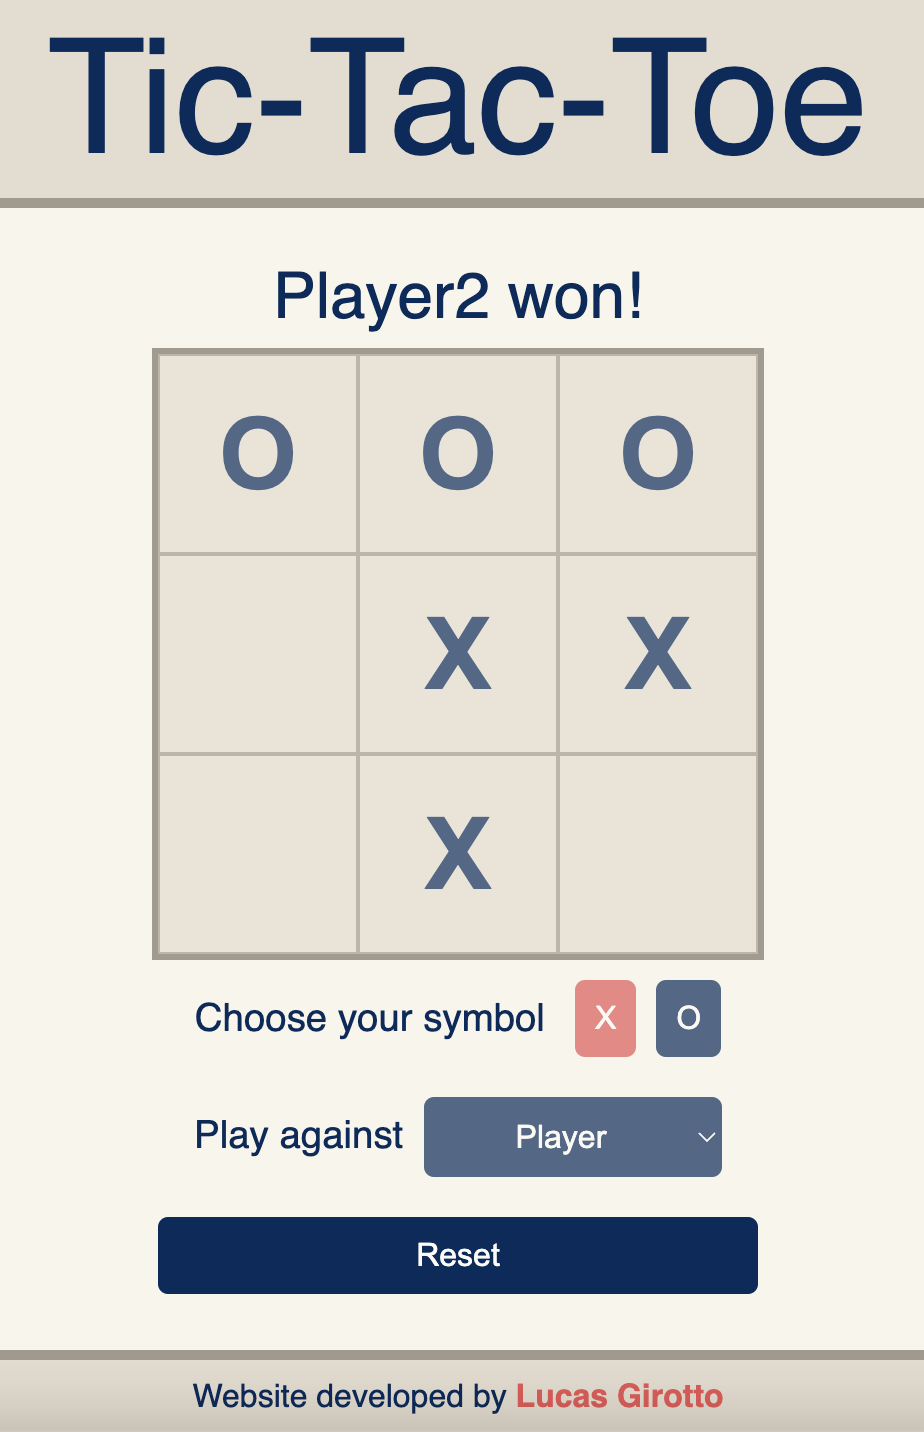 Tic-Tac-Toe
Player2 won!
O O O
X X
X
Choose your symbol X O
Play against Player
Reset
Website developed by Lucas Girotto